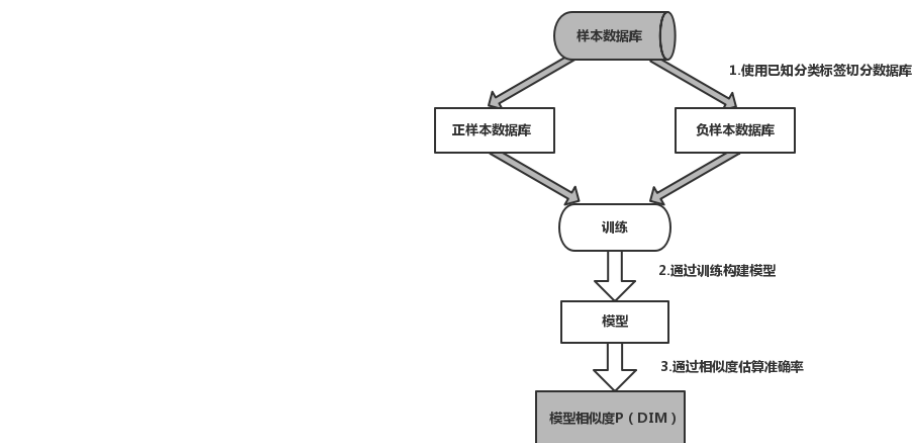 样本数据库
1.使用已知分类标签切分数据库
正样本数据库
负样本数据库
训练
2.通过训练构建模型
模型
3.通过相似度估算准确率
模型相似度P（DIM）